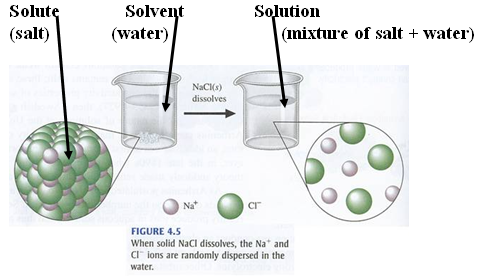 Solute Solvent Solution
(salt) (water) (mixture of salt + water)
NaCl(s)
dissolves
Na⁺ Cl⁻
FIGURE 4.5
When solid NaCl dissolves, the Na⁺ and
Cl⁻ ions are randomly dispersed in the
water.